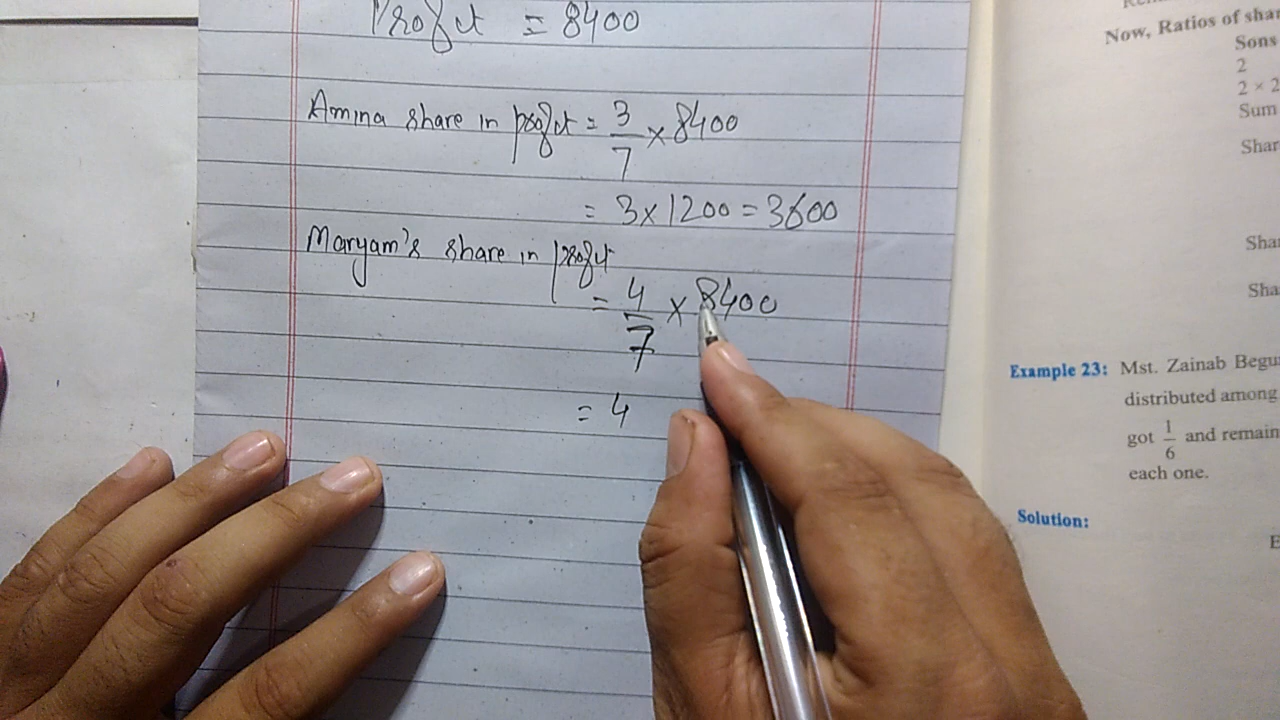 Profit = 8400
Amina share in profit = 3/7 × 8400
= 3 × 1200 = 3600
Maryam's share in profit
= 4/7 × 8400
= 4
Now, Ratios of shar
Sons
2
2 × 2
Sum
Shar
Sha
Sha
Example 23: Mst. Zainab Begu
distributed among
got 1/6 and remain
each one.
Solution:
E